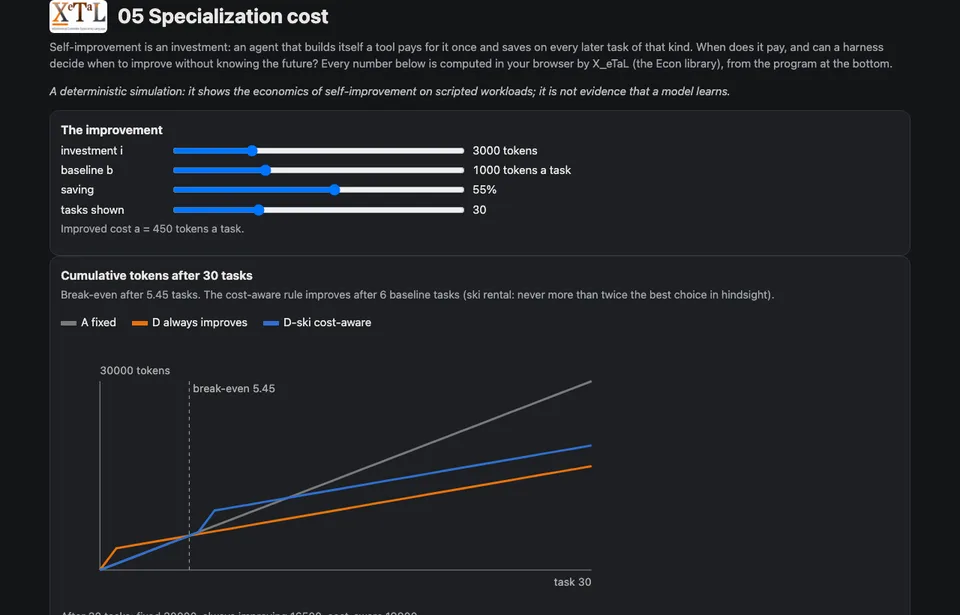 XeTaL
05 Specialization cost
Self-improvement is an investment: an agent that builds itself a tool pays for it once and saves on every later task of that kind. When does it pay, and can a harness
decide when to improve without knowing the future? Every number below is computed in your browser by X_eTaL (the Econ library), from the program at the bottom.
A deterministic simulation: it shows the economics of self-improvement on scripted workloads; it is not evidence that a model learns.
The improvement
investment i 3000 tokens
baseline b 1000 tokens a task
saving 55%
tasks shown 30
Improved cost a = 450 tokens a task.
Cumulative tokens after 30 tasks
Break-even after 5.45 tasks. The cost-aware rule improves after 6 baseline tasks (ski rental: never more than twice the best choice in hindsight).
A fixed D always improves D-ski cost-aware
30000 tokens
break-even 5.45
task 30